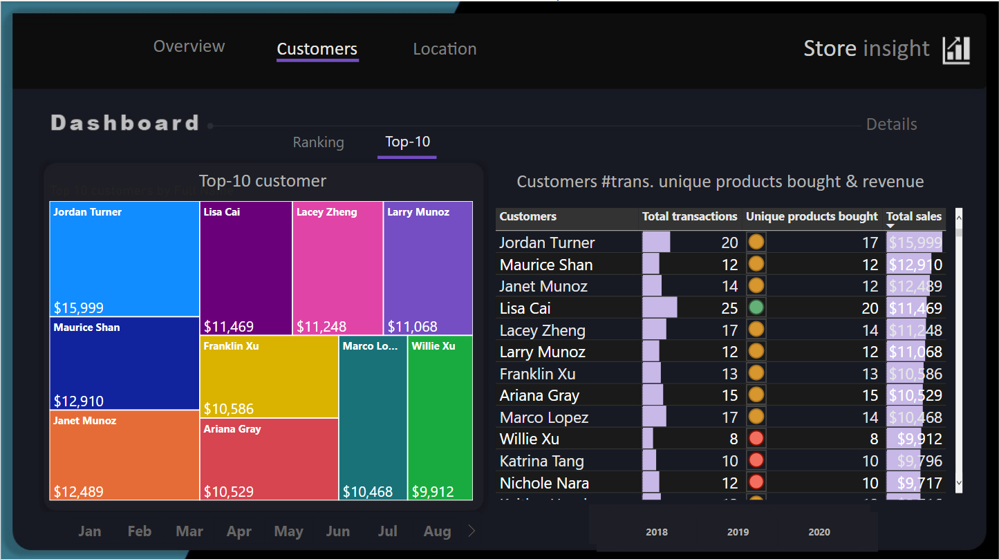 Overview Customers Location Store insight
Dashboard Details
Ranking Top-10
Top-10 customer
Jordan Turner
$15,999
Maurice Shan
$12,910
Janet Munoz
$12,489
Lisa Cai
$11,469
Lacey Zheng
$11,248
Larry Munoz
$11,068
Franklin Xu
$10,586
Ariana Gray
$10,529
Marco Lo...
$10,468
Willie Xu
$9,912
Customers #trans. unique products bought & revenue
Customers Total transactions Unique products bought Total sales
Jordan Turner 20 17 $15,999
Maurice Shan 12 12 $12,910
Janet Munoz 14 12 $12,489
Lisa Cai 25 20 $11,469
Lacey Zheng 17 14 $11,248
Larry Munoz 12 12 $11,068
Franklin Xu 13 13 $10,586
Ariana Gray 15 15 $10,529
Marco Lopez 17 14 $10,468
Willie Xu 8 8 $9,912
Katrina Tang 10 10 $9,796
Nichole Nara 12 10 $9,717
Jan Feb Mar Apr May Jun Jul Aug
2018 2019 2020